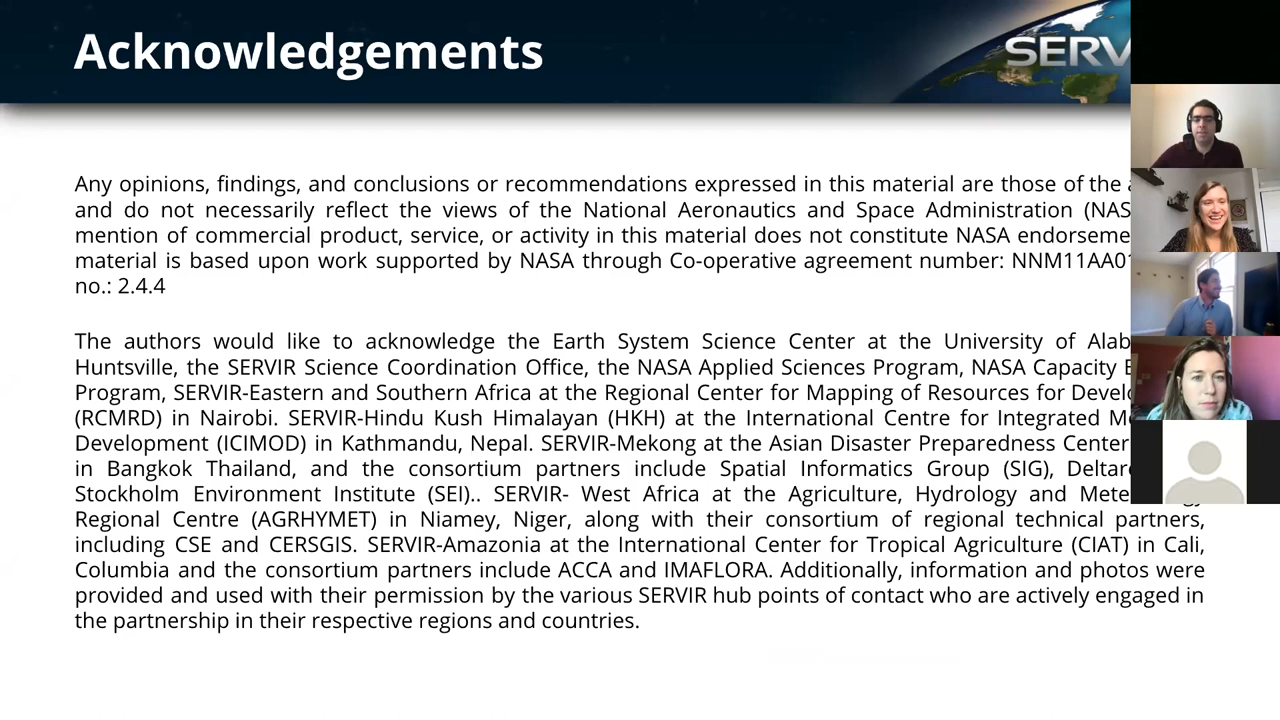 Acknowledgements
SERV
Any opinions, findings, and conclusions or recommendations expressed in this material are those of the
and do not necessarily reflect the views of the National Aeronautics and Space Administration (NAS
mention of commercial product, service, or activity in this material does not constitute NASA endorseme
material is based upon work supported by NASA through Co-operative agreement number: NNM11AA0
no.: 2.4.4
The authors would like to acknowledge the Earth System Science Center at the University of Alab
Huntsville, the SERVIR Science Coordination Office, the NASA Applied Sciences Program, NASA Capacity
Program, SERVIR-Eastern and Southern Africa at the Regional Center for Mapping of Resources for Develo
(RCMRD) in Nairobi. SERVIR-Hindu Kush Himalayan (HKH) at the International Centre for Integrated
Development (ICIMOD) in Kathmandu, Nepal. SERVIR-Mekong at the Asian Disaster Preparedness Center
in Bangkok Thailand, and the consortium partners include Spatial Informatics Group (SIG), Deltar
Stockholm Environment Institute (SEI).. SERVIR- West Africa at the Agriculture, Hydrology and Mete
Regional Centre (AGRHYMET) in Niamey, Niger, along with their consortium of regional technical partners,
including CSE and CERSGIS. SERVIR-Amazonia at the International Center for Tropical Agriculture (CIAT) in Cali,
Columbia and the consortium partners include ACCA and IMAFLORA. Additionally, information and photos were
provided and used with their permission by the various SERVIR hub points of contact who are actively engaged in
the partnership in their respective regions and countries.